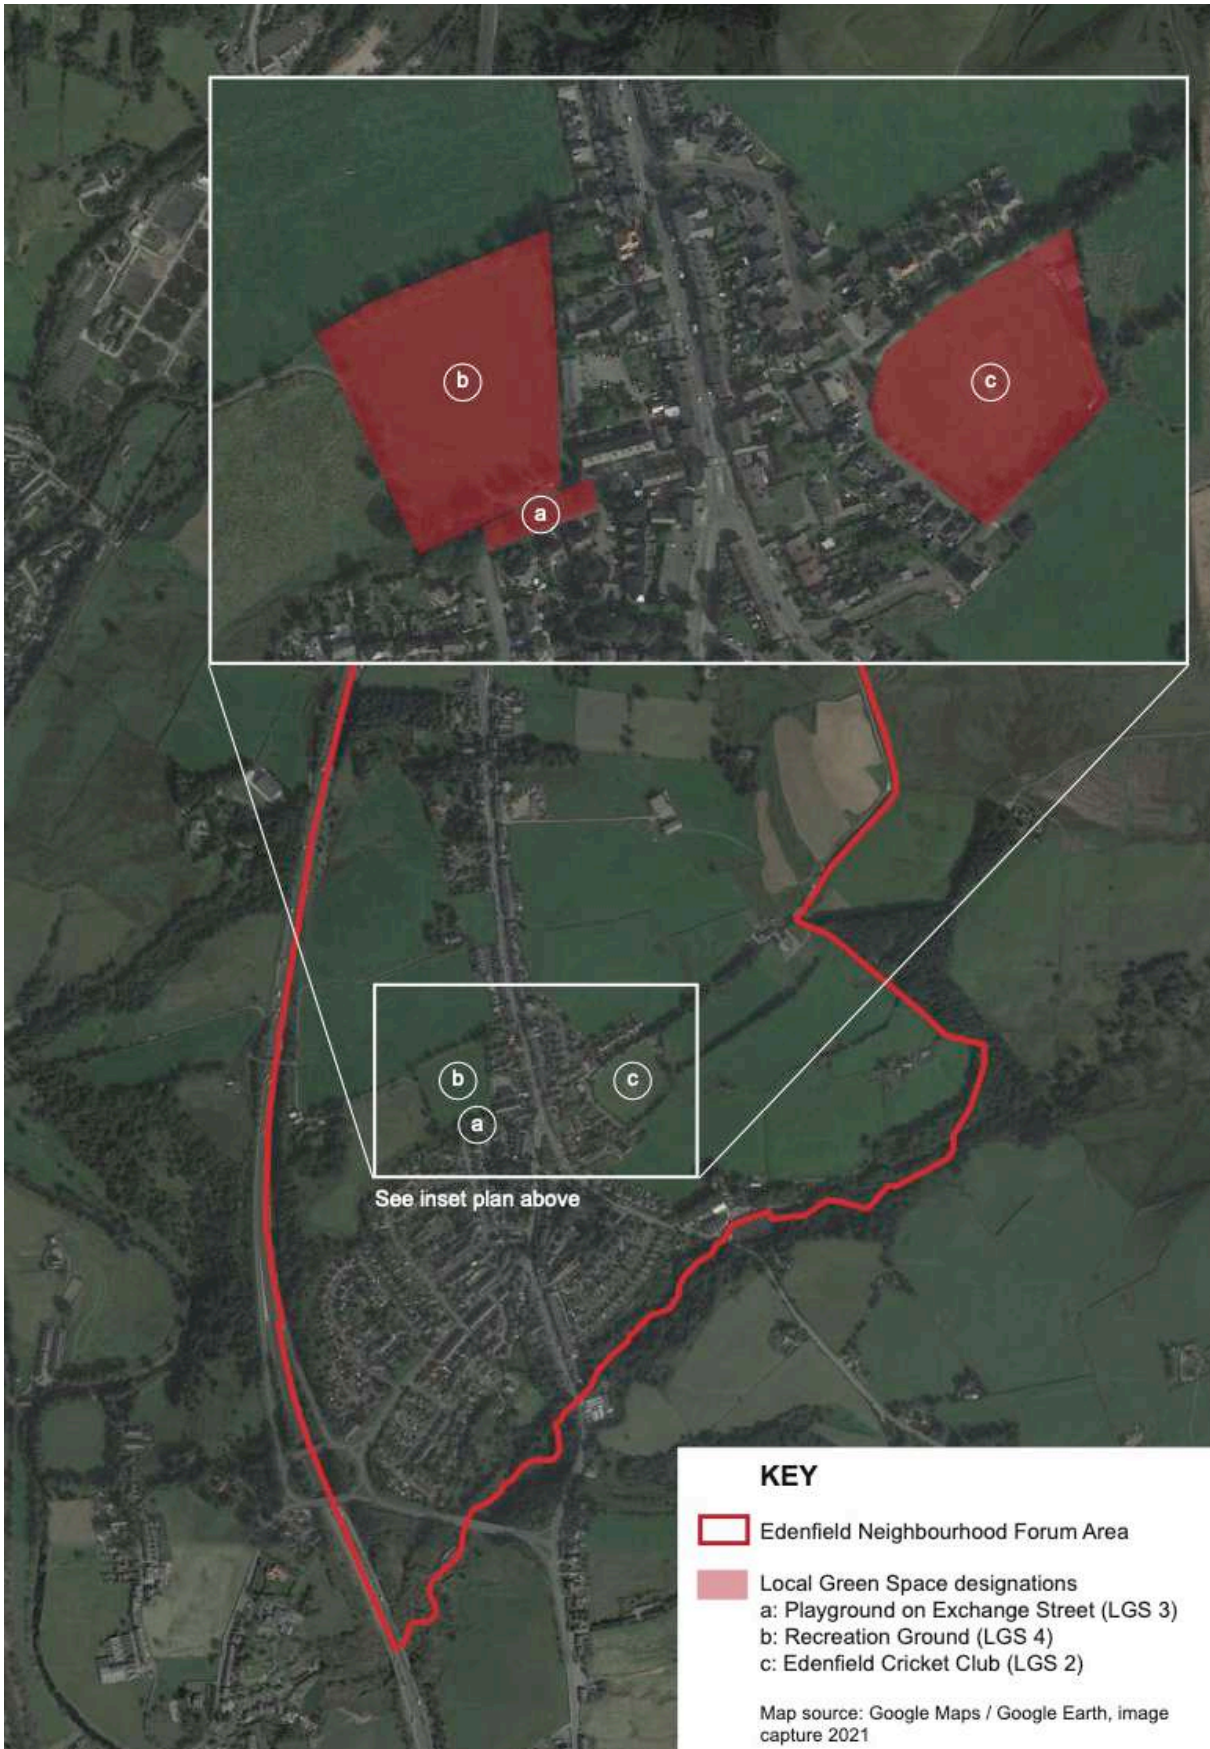 b
c
a
b
c
a
See inset plan above
KEY
Edenfield Neighbourhood Forum Area
Local Green Space designations
a: Playground on Exchange Street (LGS 3)
b: Recreation Ground (LGS 4)
c: Edenfield Cricket Club (LGS 2)
Map source: Google Maps / Google Earth, image
capture 2021